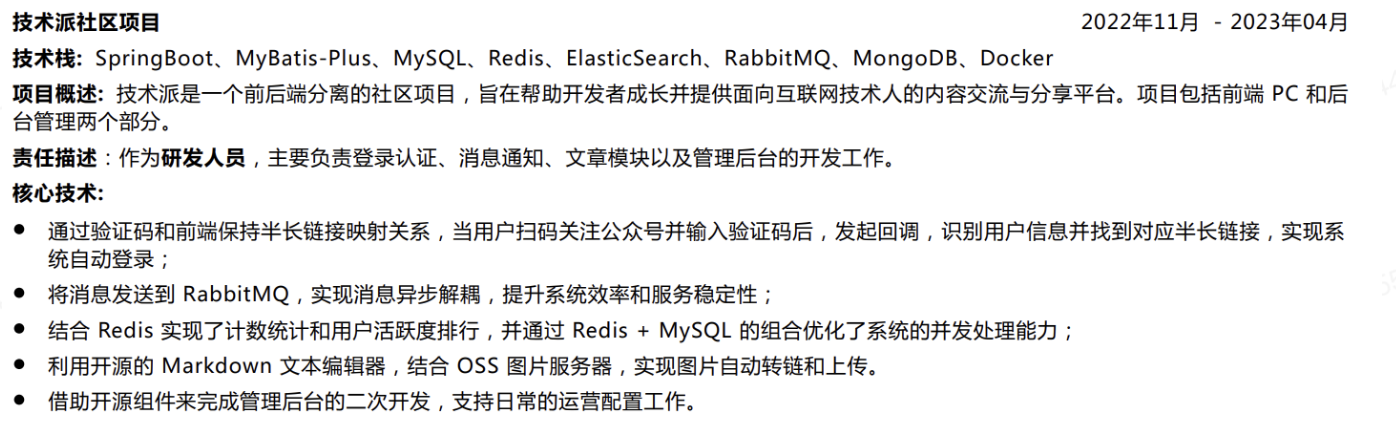 技术派社区项目 2022年11月 - 2023年04月
技术栈: SpringBoot、MyBatis-Plus、MySQL、Redis、ElasticSearch、RabbitMQ、MongoDB、Docker
项目概述: 技术派是一个前后端分离的社区项目，旨在帮助开发者成长并提供面向互联网技术人的内容交流与分享平台。项目包括前端 PC 和后
台管理两个部分。
责任描述：作为研发人员，主要负责登录认证、消息通知、文章模块以及管理后台的开发工作。
核心技术:
● 通过验证码和前端保持半长链接映射关系，当用户扫码关注公众号并输入验证码后，发起回调，识别用户信息并找到对应半长链接，实现系
统自动登录；
● 将消息发送到 RabbitMQ，实现消息异步解耦，提升系统效率和服务稳定性；
● 结合 Redis 实现了计数统计和用户活跃度排行，并通过 Redis + MySQL 的组合优化了系统的并发处理能力；
● 利用开源的 Markdown 文本编辑器，结合 OSS 图片服务器，实现图片自动转链和上传。
● 借助开源组件来完成管理后台的二次开发，支持日常的运营配置工作。